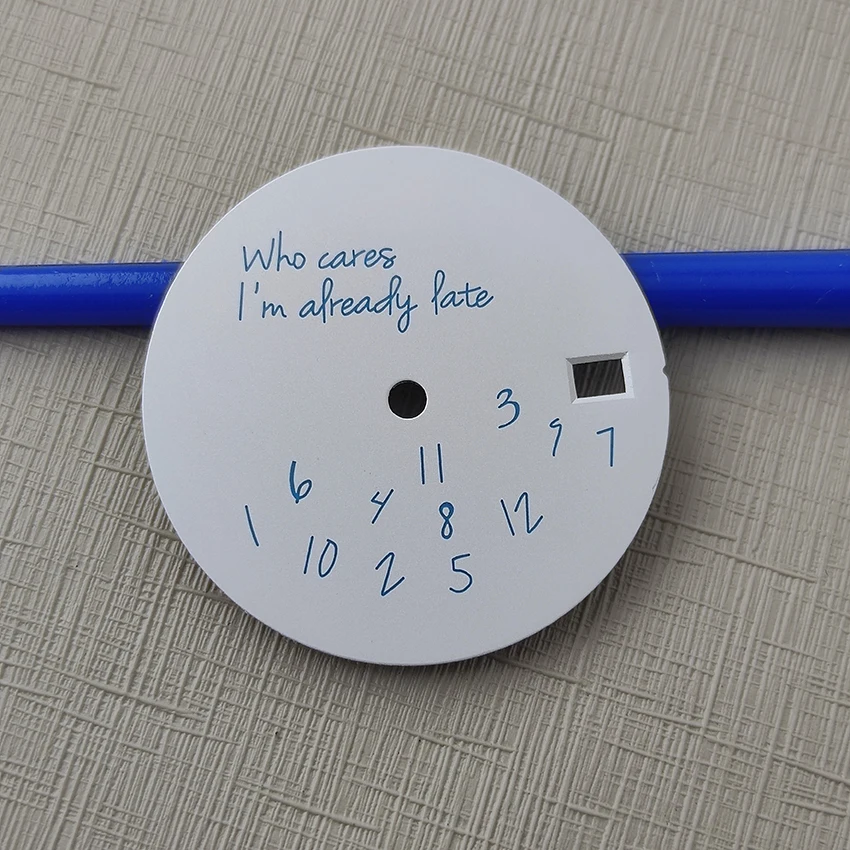 Who cares
I'm already late
3
9 7
11
6 4 8 12
1 10 2 5